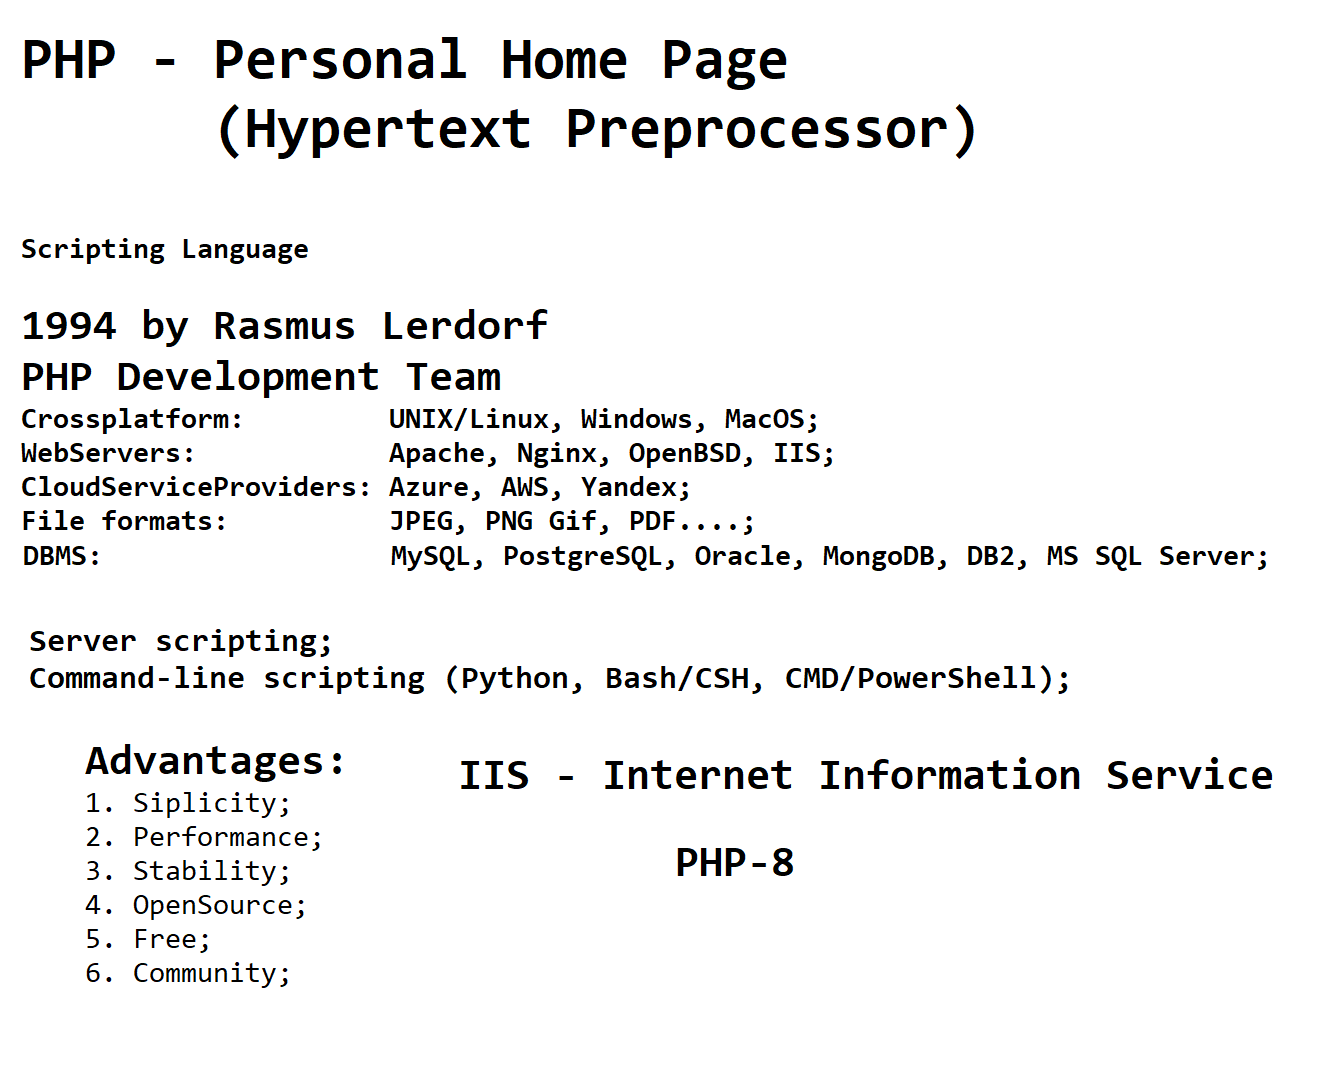 PHP - Personal Home Page
(Hypertext Preprocessor)
Scripting Language
1994 by Rasmus Lerdorf
PHP Development Team
Crossplatform: UNIX/Linux, Windows, MacOS;
WebServers: Apache, Nginx, OpenBSD, IIS;
CloudServiceProviders: Azure, AWS, Yandex;
File formats: JPEG, PNG Gif, PDF....;
DBMS: MySQL, PostgreSQL, Oracle, MongoDB, DB2, MS SQL Server;
Server scripting;
Command-line scripting (Python, Bash/CSH, CMD/PowerShell);
Advantages:
1. Siplicity;
2. Performance;
3. Stability;
4. OpenSource;
5. Free;
6. Community;
IIS - Internet Information Service
PHP-8